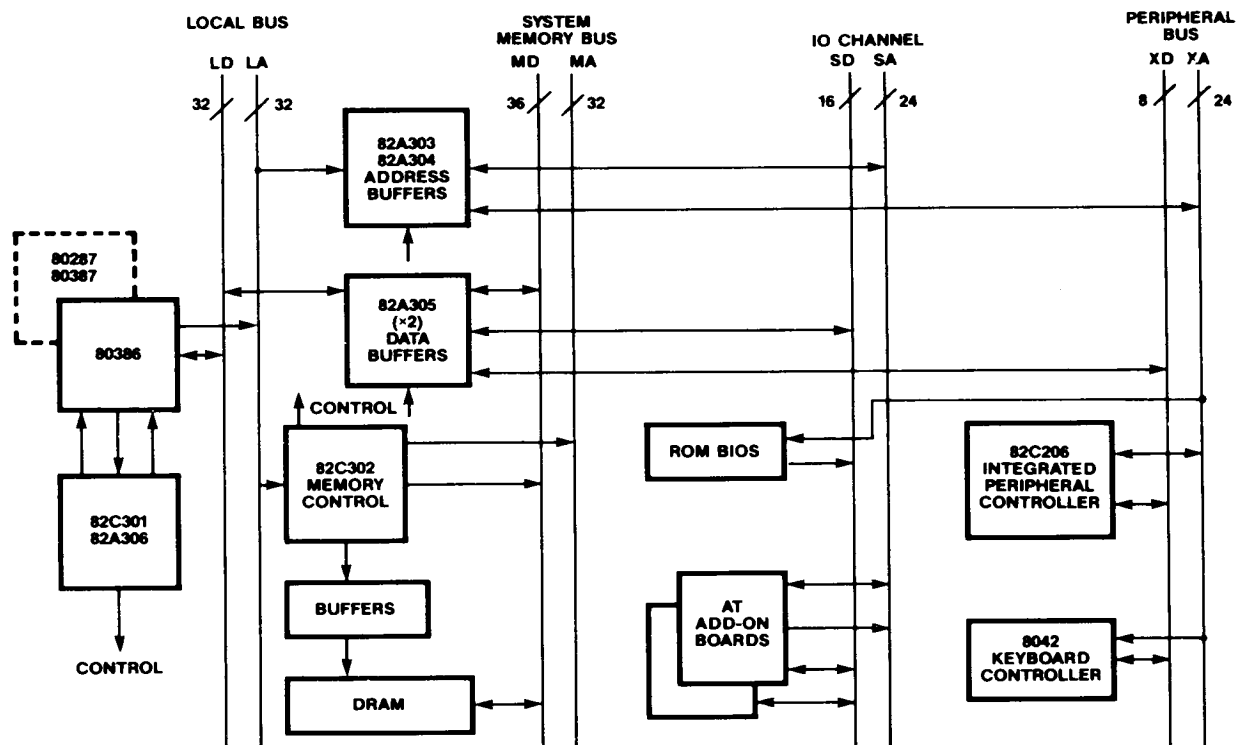 LOCAL BUS
LD LA
32 32
SYSTEM
MEMORY BUS
MD MA
36 32
IO CHANNEL
SD SA
16 24
PERIPHERAL
BUS
XD XA
8 24
82A303
82A304
ADDRESS
BUFFERS
80287
80387
80386
82A305
(×2)
DATA
BUFFERS
CONTROL
82C302
MEMORY
CONTROL
ROM BIOS
82C206
INTEGRATED
PERIPHERAL
CONTROLLER
82C301
82A306
CONTROL
BUFFERS
DRAM
AT
ADD-ON
BOARDS
8042
KEYBOARD
CONTROLLER